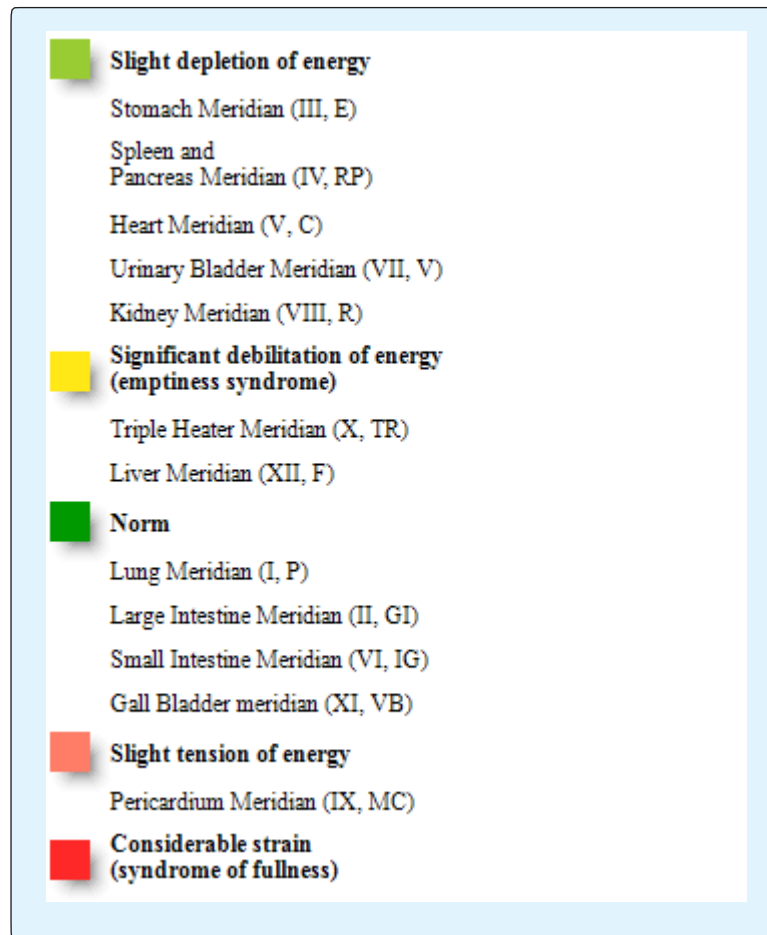 Slight depletion of energy
Stomach Meridian (III, E)
Spleen and
Pancreas Meridian (IV, RP)
Heart Meridian (V, C)
Urinary Bladder Meridian (VII, V)
Kidney Meridian (VIII, R)
Significant debilitation of energy
(emptiness syndrome)
Triple Heater Meridian (X, TR)
Liver Meridian (XII, F)
Norm
Lung Meridian (I, P)
Large Intestine Meridian (II, GI)
Small Intestine Meridian (VI, IG)
Gall Bladder meridian (XI, VB)
Slight tension of energy
Pericardium Meridian (IX, MC)
Considerable strain
(syndrome of fullness)